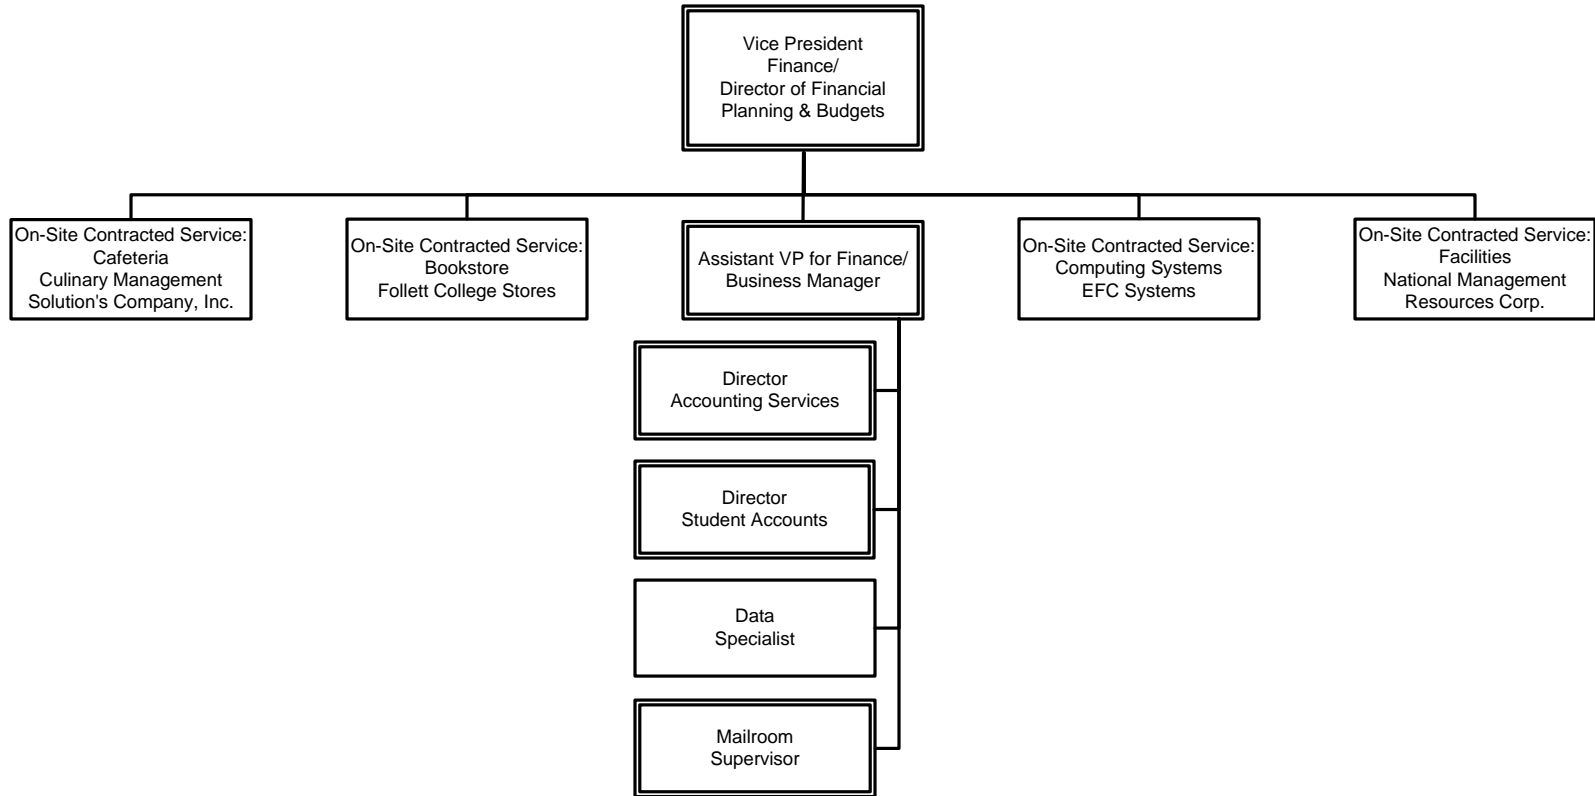 Vice President
Finance/
Director of Financial
Planning & Budgets
On-Site Contracted Service:
Cafeteria
Culinary Management
Solution's Company, Inc.
On-Site Contracted Service:
Bookstore
Follett College Stores
Assistant VP for Finance/
Business Manager
On-Site Contracted Service:
Computing Systems
EFC Systems
On-Site Contracted Service:
Facilities
National Management
Resources Corp.
Director
Accounting Services
Director
Student Accounts
Data
Specialist
Mailroom
Supervisor